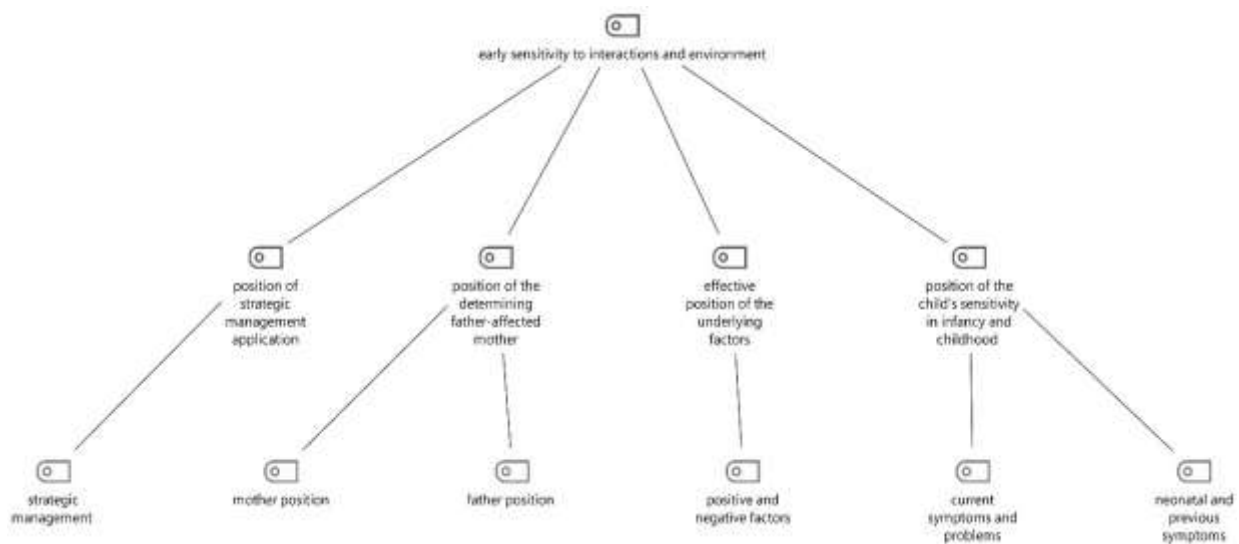 early sensitivity to interactions and environment
position of
strategic
management
application
position of the
determining
father-affected
mother
effective
position of the
underlying
factors
position of the
child's sensitivity
in infancy and
childhood
strategic
management
mother position
father position
positive and
negative factors
current
symptoms and
problems
neonatal and
previous
symptoms